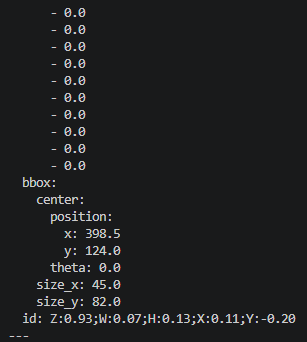 - 0.0
- 0.0
- 0.0
- 0.0
- 0.0
- 0.0
- 0.0
- 0.0
- 0.0
- 0.0
bbox:
center:
position:
x: 398.5
y: 124.0
theta: 0.0
size_x: 45.0
size_y: 82.0
id: Z:0.93;W:0.07;H:0.13;X:0.11;Y:-0.20
---